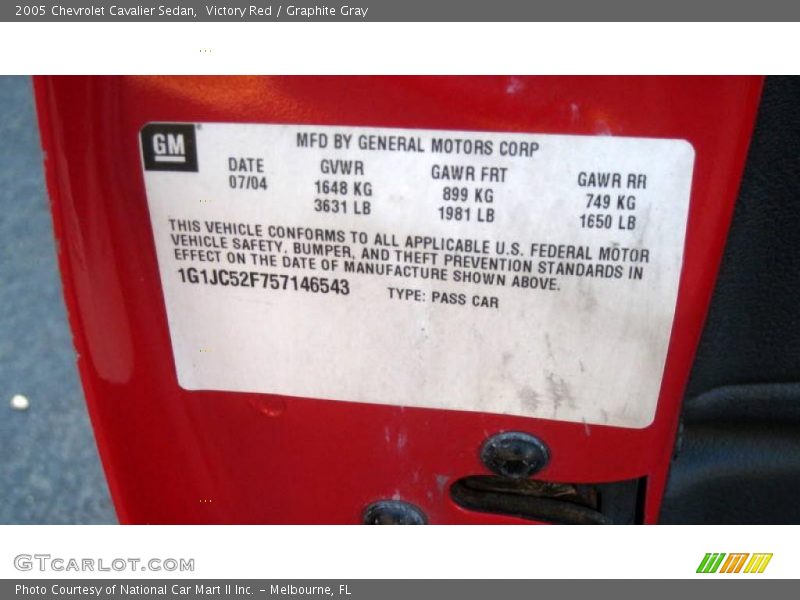 2005 Chevrolet Cavalier Sedan, Victory Red / Graphite Gray
GM
MFD BY GENERAL MOTORS CORP
DATE GVWR GAWR FRT GAWR RR
07/04 1648 KG 899 KG 749 KG
3631 LB 1981 LB 1650 LB
THIS VEHICLE CONFORMS TO ALL APPLICABLE U.S. FEDERAL MOTOR
VEHICLE SAFETY, BUMPER, AND THEFT PREVENTION STANDARDS IN
EFFECT ON THE DATE OF MANUFACTURE SHOWN ABOVE.
1G1JC52F757146543 TYPE: PASS CAR
GTCARLOT.COM
Photo Courtesy of National Car Mart II Inc. - Melbourne, FL